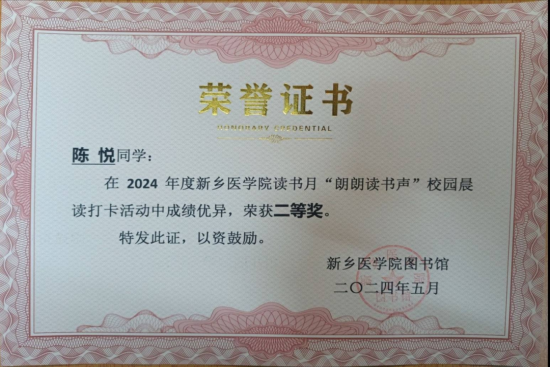 荣誉证书
HONORARY CREDENTIAL
陈 悦同学：
在 2024 年度新乡医学院读书月“朗朗读书声”校园晨
读打卡活动中成绩优异，荣获二等奖。
特发此证，以资鼓励。
新乡医学院图书馆
二〇二四年五月